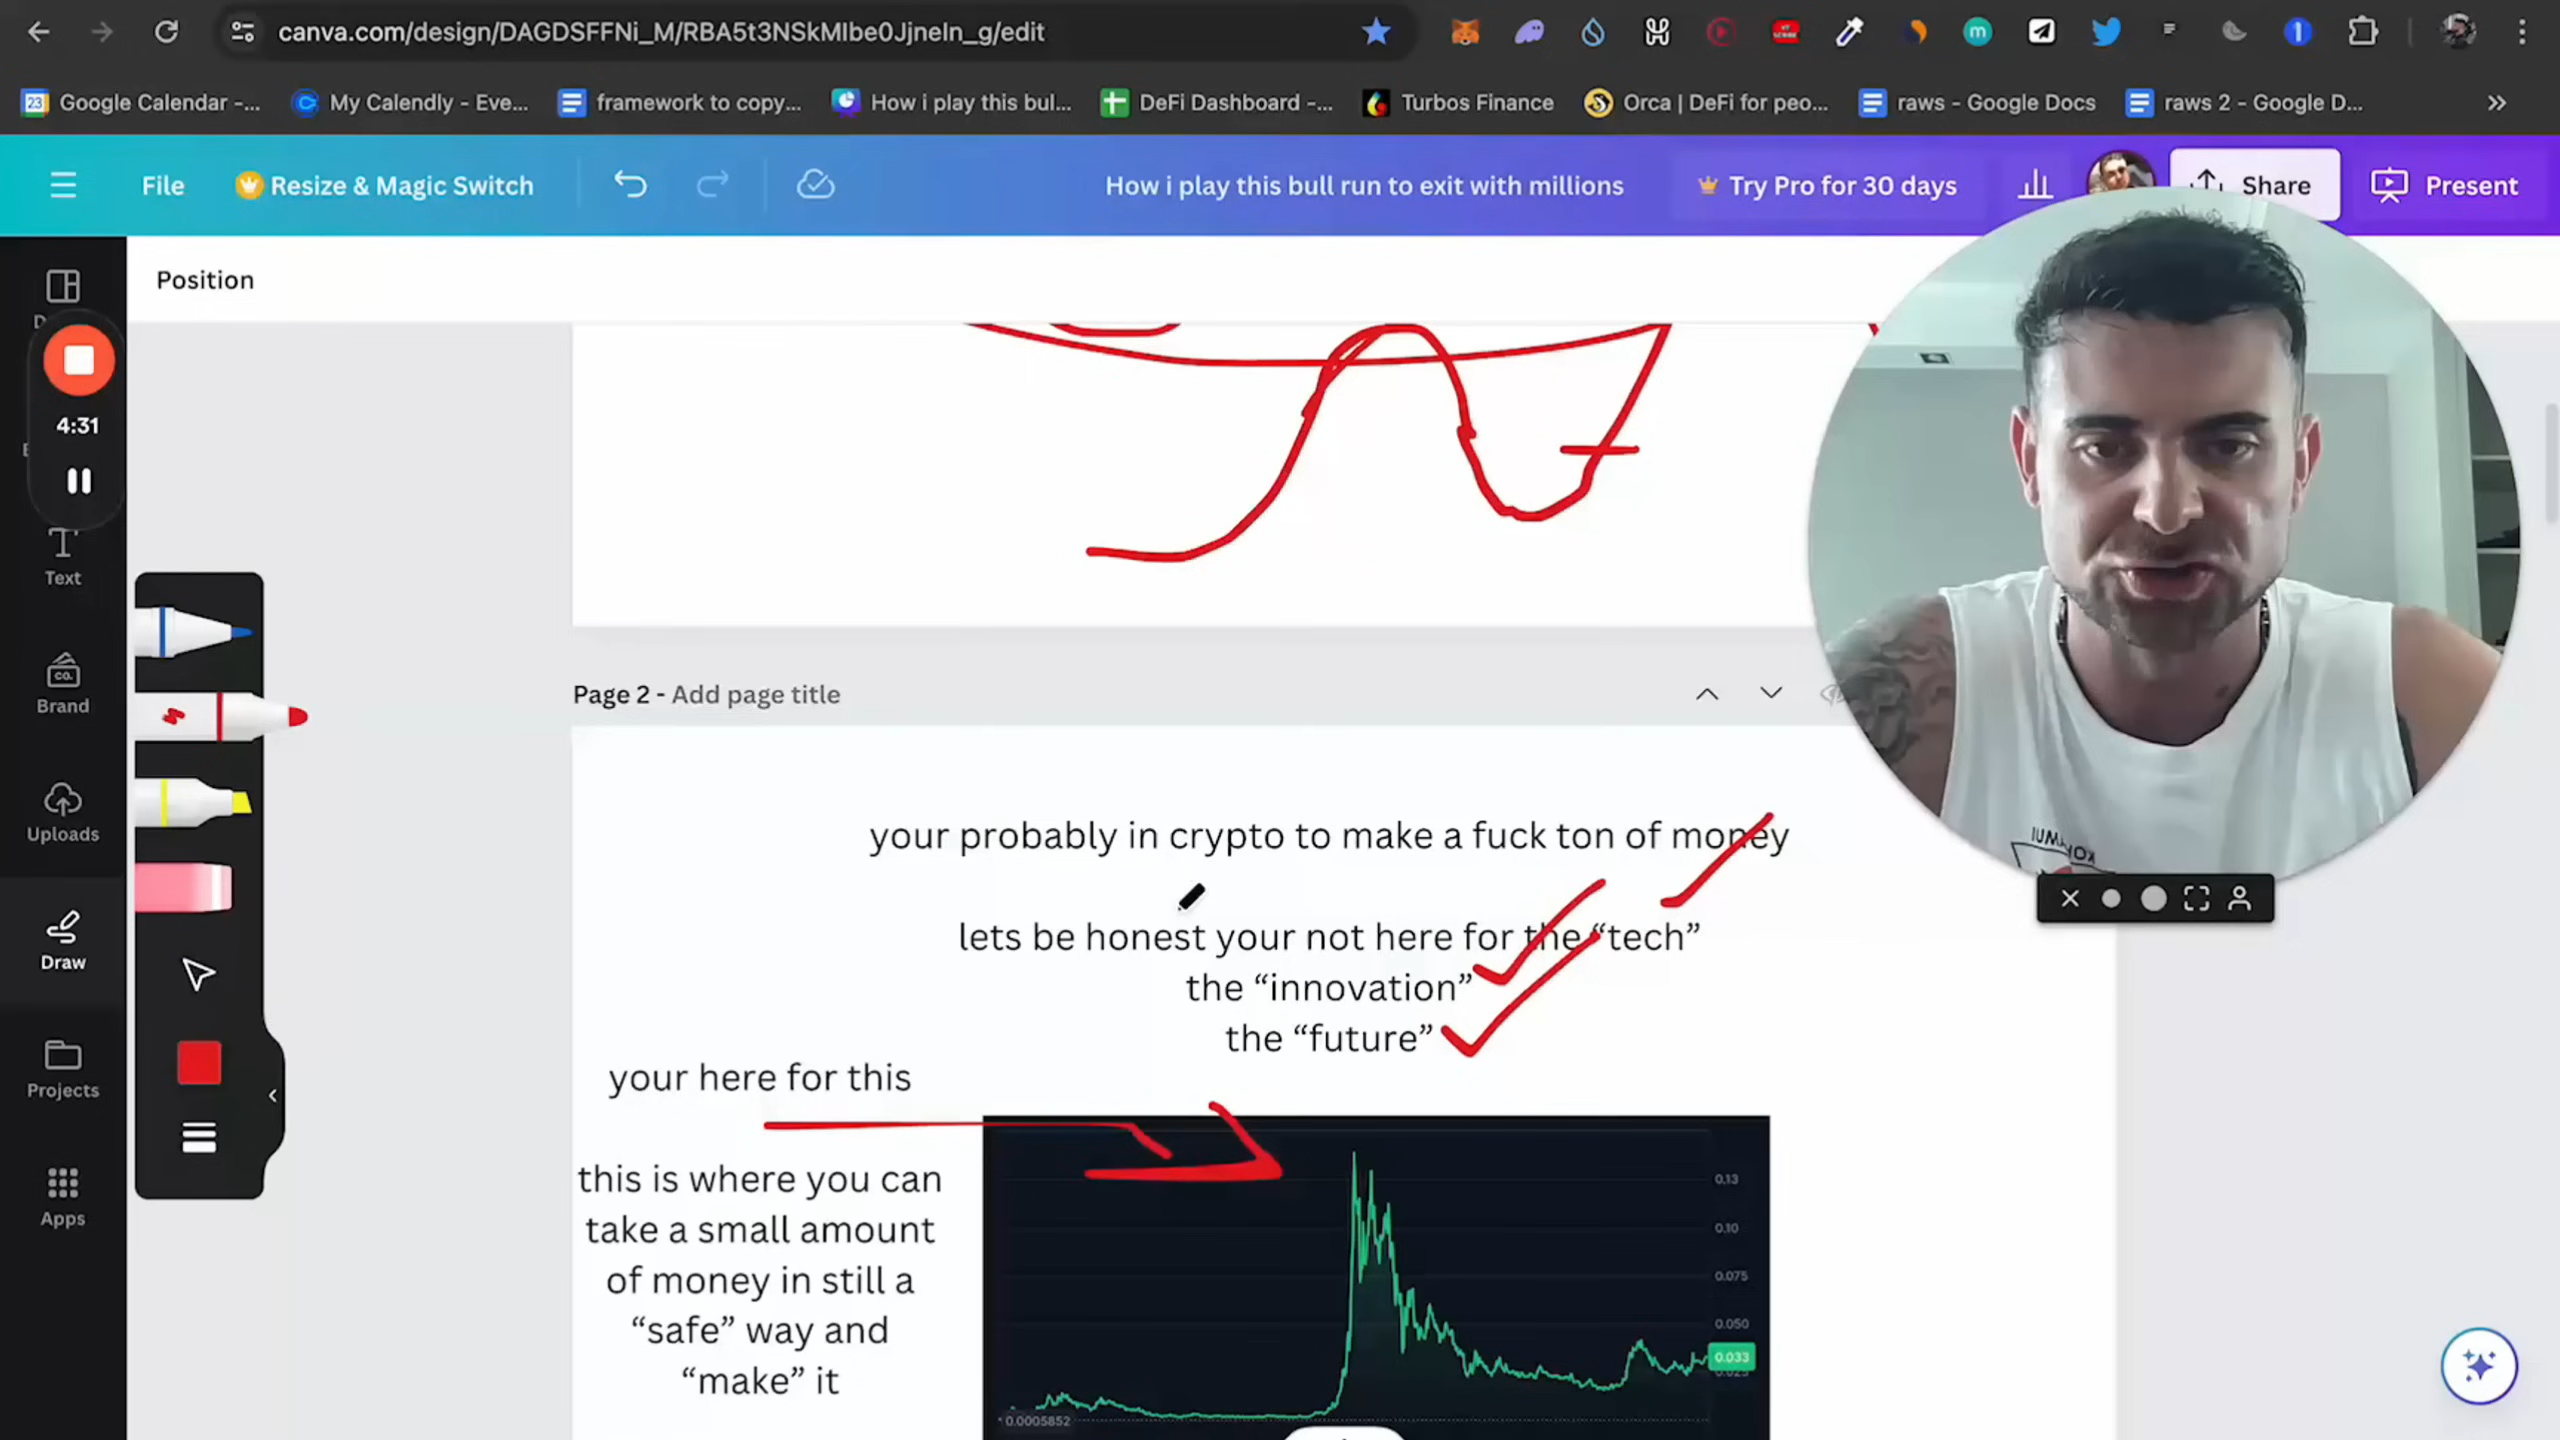 canva.com/design/DAGDSFFNi_M/RBA5t3NSkMIbe0JjneIn_g/edit
Google Calendar -... My Calendly - Eve... framework to copy... How i play this bul... DeFi Dashboard -... Turbos Finance Orca | DeFi for peo... raws - Google Docs raws 2 - Google D...
File Resize & Magic Switch How i play this bull run to exit with millions Try Pro for 30 days Share Present
Position
4:31
Text
Brand
Uploads
Draw
Projects
Apps
Page 2 - Add page title
your probably in crypto to make a fuck ton of money
lets be honest your not here for the “tech”
the “innovation”
the “future”
your here for this
this is where you can
take a small amount
of money in still a
“safe” way and
“make” it
0.13
0.10
0.075
0.050
0.033
0.0005852